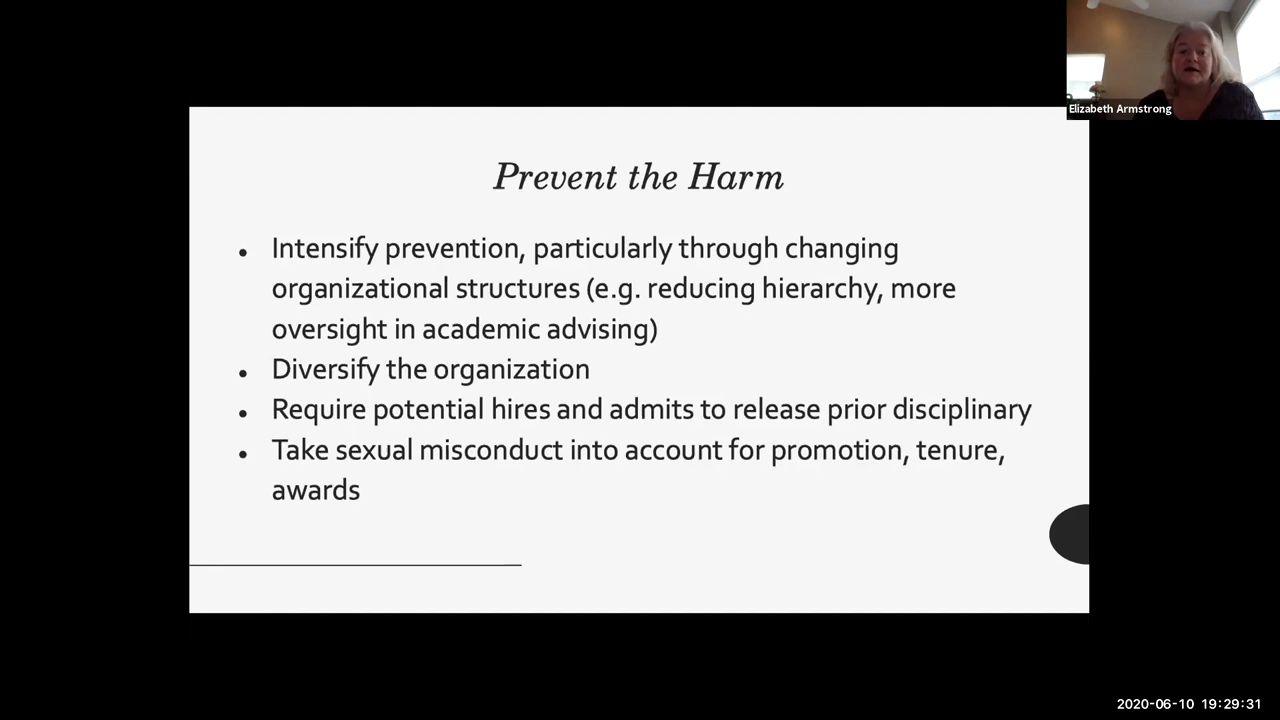 Elizabeth Armstrong
Prevent the Harm
• Intensify prevention, particularly through changing
organizational structures (e.g. reducing hierarchy, more
oversight in academic advising)
• Diversify the organization
• Require potential hires and admits to release prior disciplinary
• Take sexual misconduct into account for promotion, tenure,
awards
2020-06-10 19:29:31